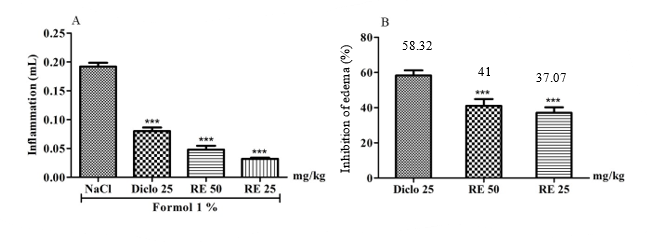 A
Inflammation (mL)
0.25
0.20
0.15
0.10
0.05
0.00
***
***
***
NaCl Diclo 25 RE 50 RE 25 mg/kg
Formol 1 %
B
Inhibition of edema (%)
80
60
40
20
0
58.32
41
37.07
***
***
Diclo 25 RE 50 RE 25 mg/kg